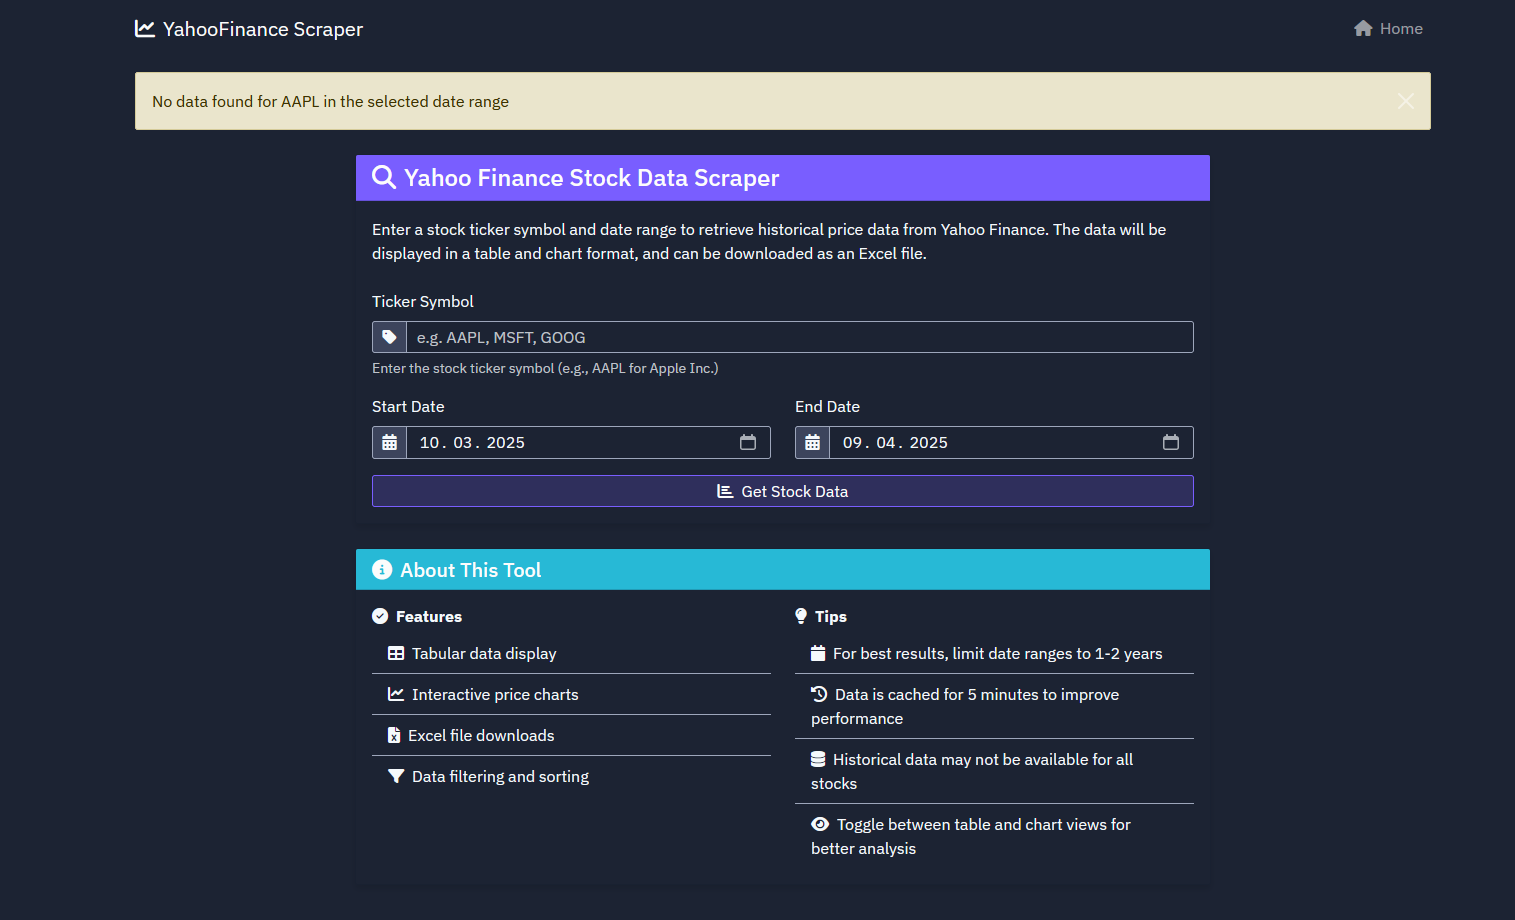 YahooFinance Scraper
Home
No data found for AAPL in the selected date range
Yahoo Finance Stock Data Scraper
Enter a stock ticker symbol and date range to retrieve historical price data from Yahoo Finance. The data will be
displayed in a table and chart format, and can be downloaded as an Excel file.
Ticker Symbol
e.g. AAPL, MSFT, GOOG
Enter the stock ticker symbol (e.g., AAPL for Apple Inc.)
Start Date
10. 03. 2025
End Date
09. 04. 2025
Get Stock Data
About This Tool
Features
Tabular data display
Interactive price charts
Excel file downloads
Data filtering and sorting
Tips
For best results, limit date ranges to 1-2 years
Data is cached for 5 minutes to improve
performance
Historical data may not be available for all
stocks
Toggle between table and chart views for
better analysis